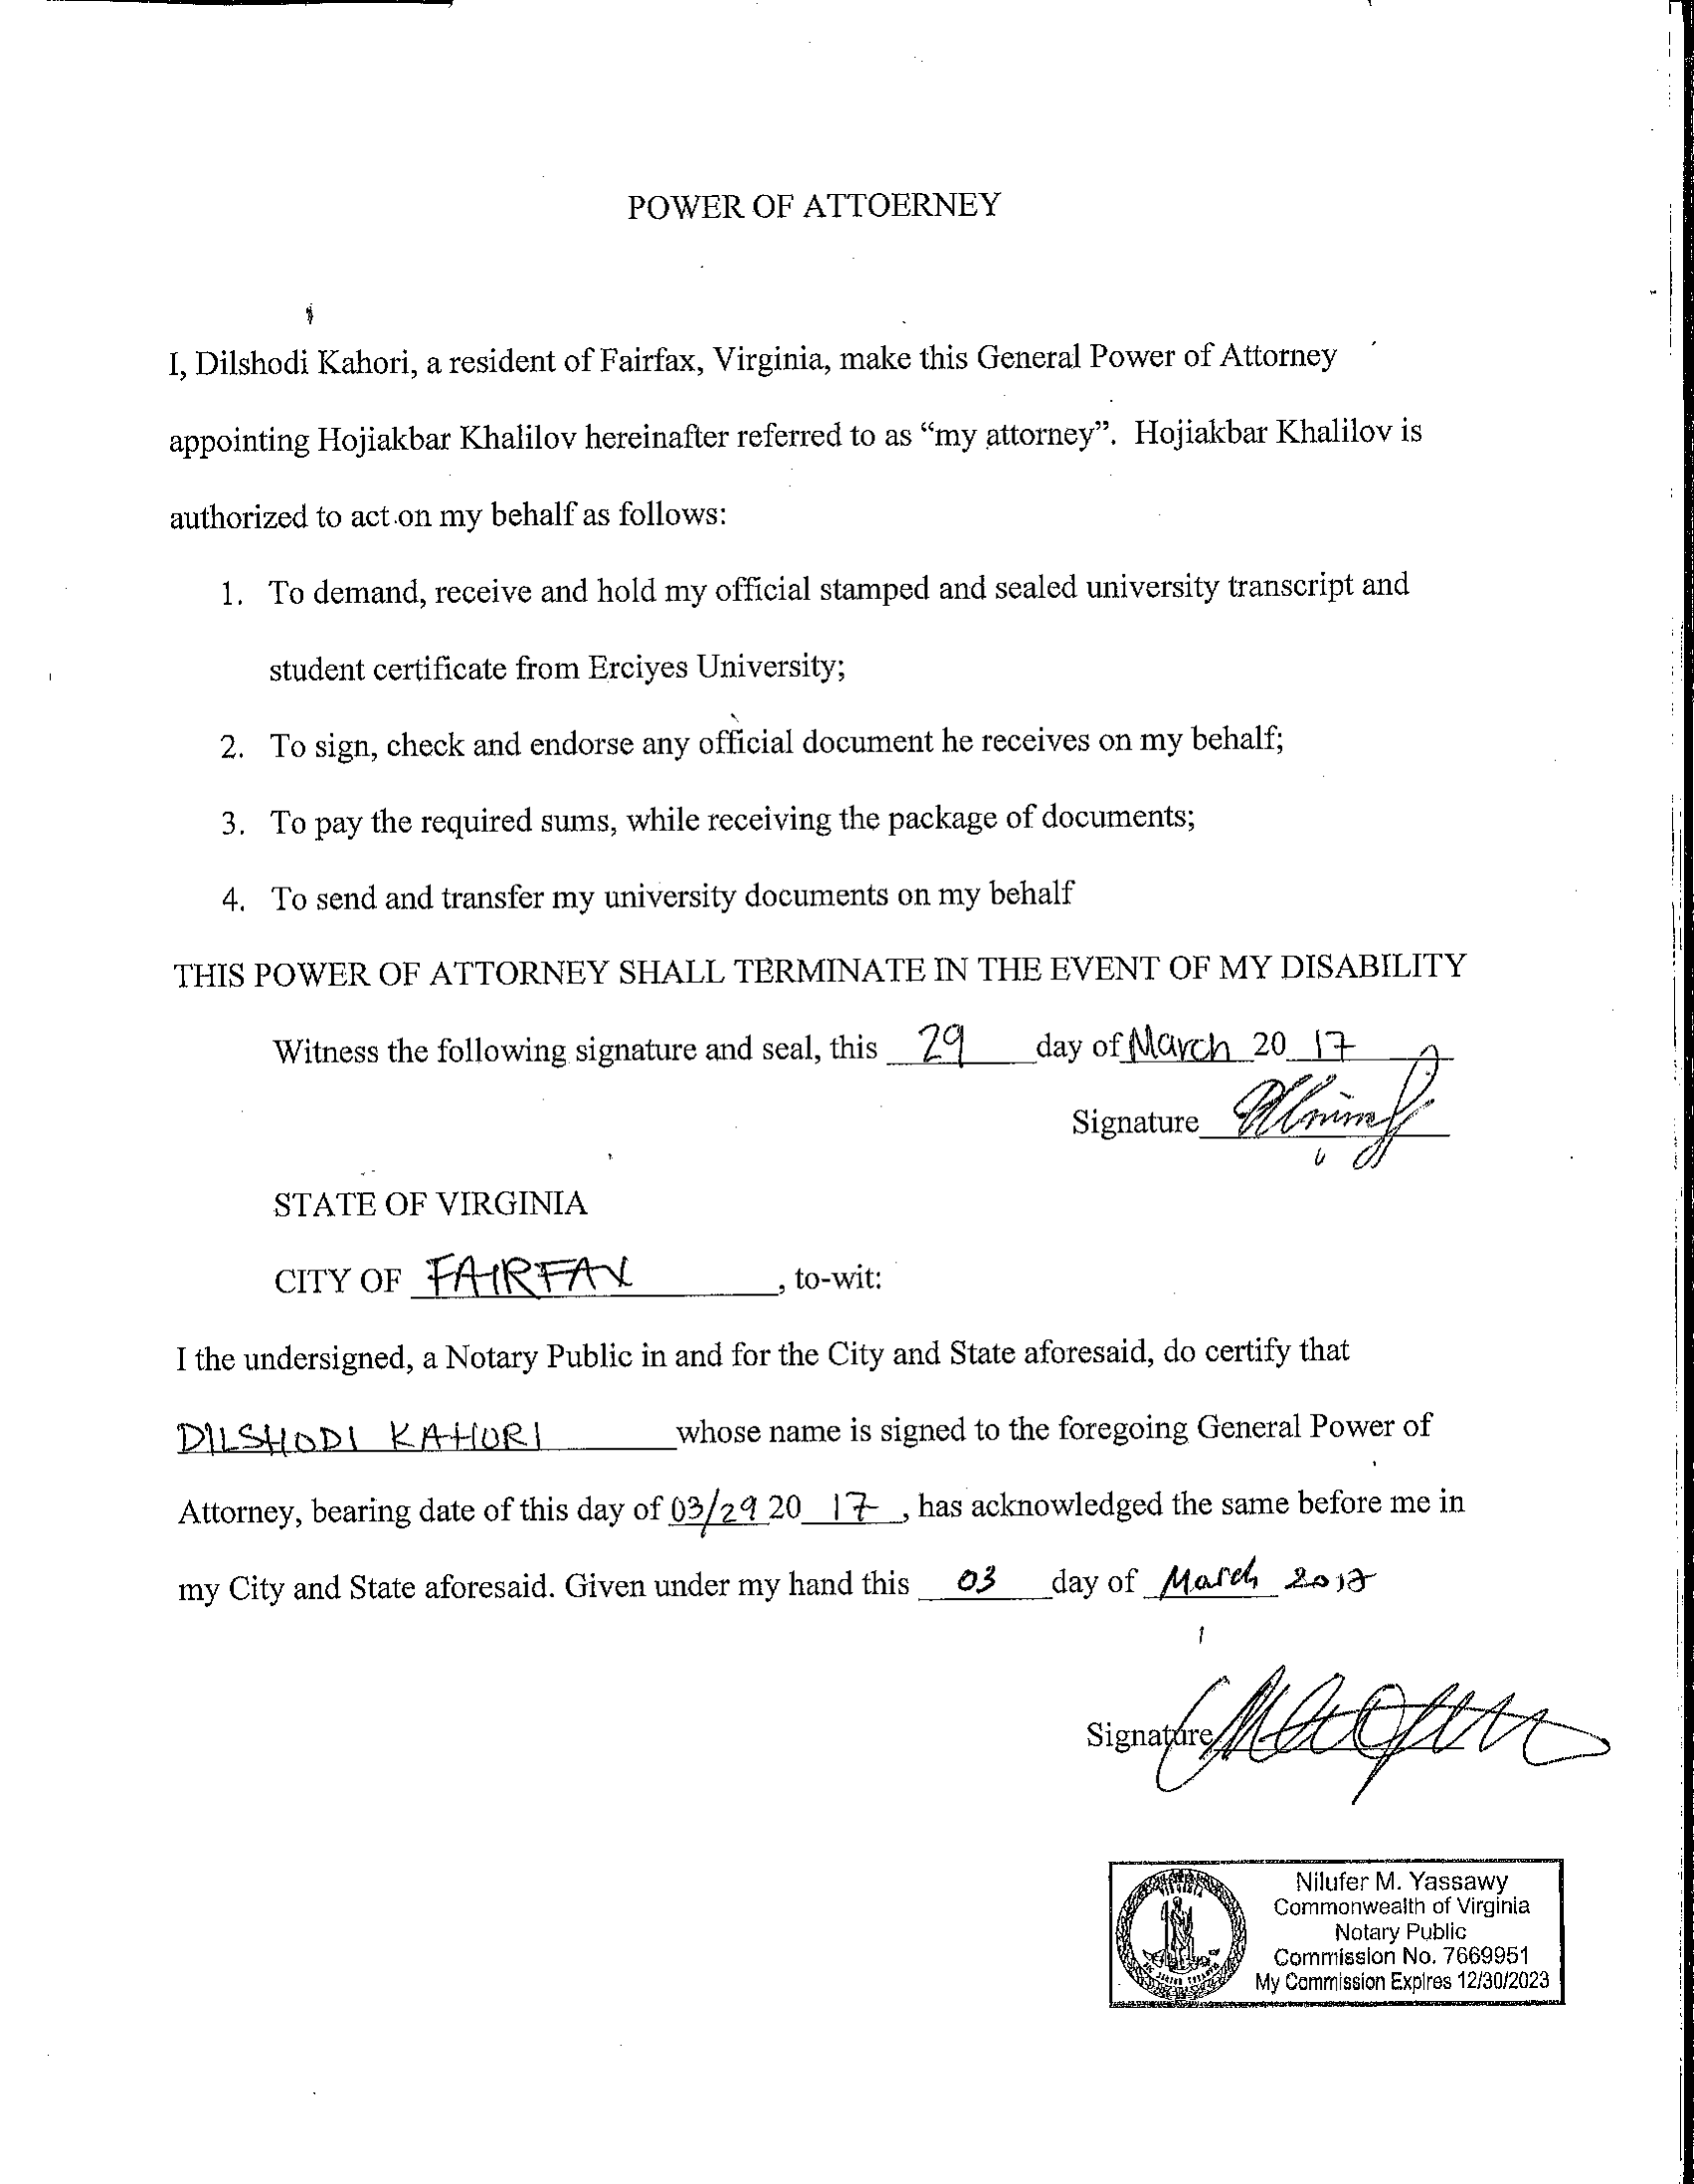 POWER OF ATTOERNEY
I, Dilshodi Kahori, a resident of Fairfax, Virginia, make this General Power of Attorney
appointing Hojiakbar Khalilov hereinafter referred to as “my attorney”. Hojiakbar Khalilov is
authorized to act on my behalf as follows:
1. To demand, receive and hold my official stamped and sealed university transcript and
student certificate from Erciyes University;
2. To sign, check and endorse any official document he receives on my behalf;
3. To pay the required sums, while receiving the package of documents;
4. To send and transfer my university documents on my behalf
THIS POWER OF ATTORNEY SHALL TERMINATE IN THE EVENT OF MY DISABILITY
Witness the following signature and seal, this 29 day of March 20 17
Signature
STATE OF VIRGINIA
CITY OF FAIRFAX, to-wit:
I the undersigned, a Notary Public in and for the City and State aforesaid, do certify that
DILSHODI KAHORI whose name is signed to the foregoing General Power of
Attorney, bearing date of this day of 03/29 20 17, has acknowledged the same before me in
my City and State aforesaid. Given under my hand this 03 day of March 2017
Signature
Nilufer M. Yassawy
Commonwealth of Virginia
Notary Public
Commission No. 7669951
My Commission Expires 12/30/2023